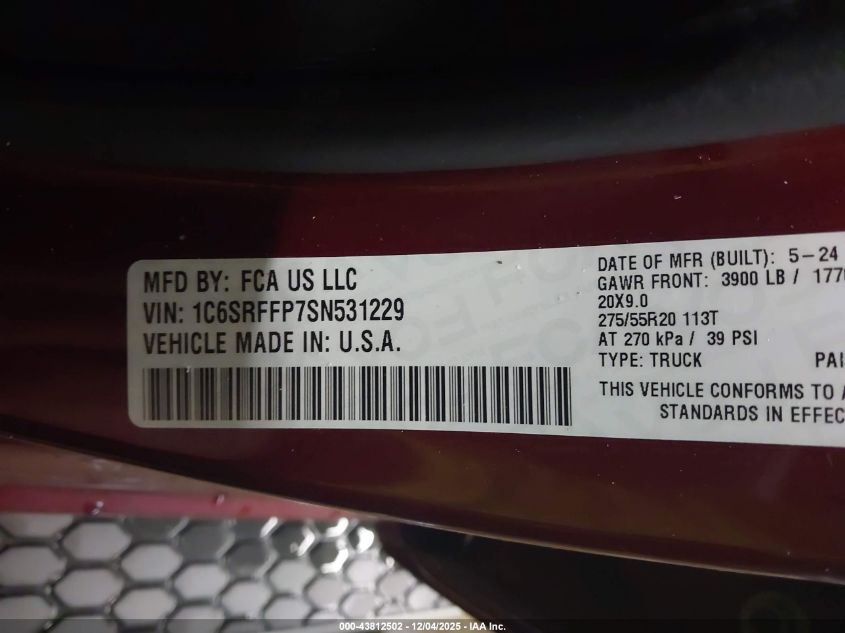 MFD BY: FCA US LLC
VIN: 1C6SRFFP7SN531229
VEHICLE MADE IN: U.S.A.
DATE OF MFR (BUILT): 5-24
GAWR FRONT: 3900 LB / 177
20X9.0
275/55R20 113T
AT 270 kPa / 39 PSI
TYPE: TRUCK PAI
THIS VEHICLE CONFORMS TO A
STANDARDS IN EFFEC
000-43812502 - 12/04/2025 - IAA Inc.